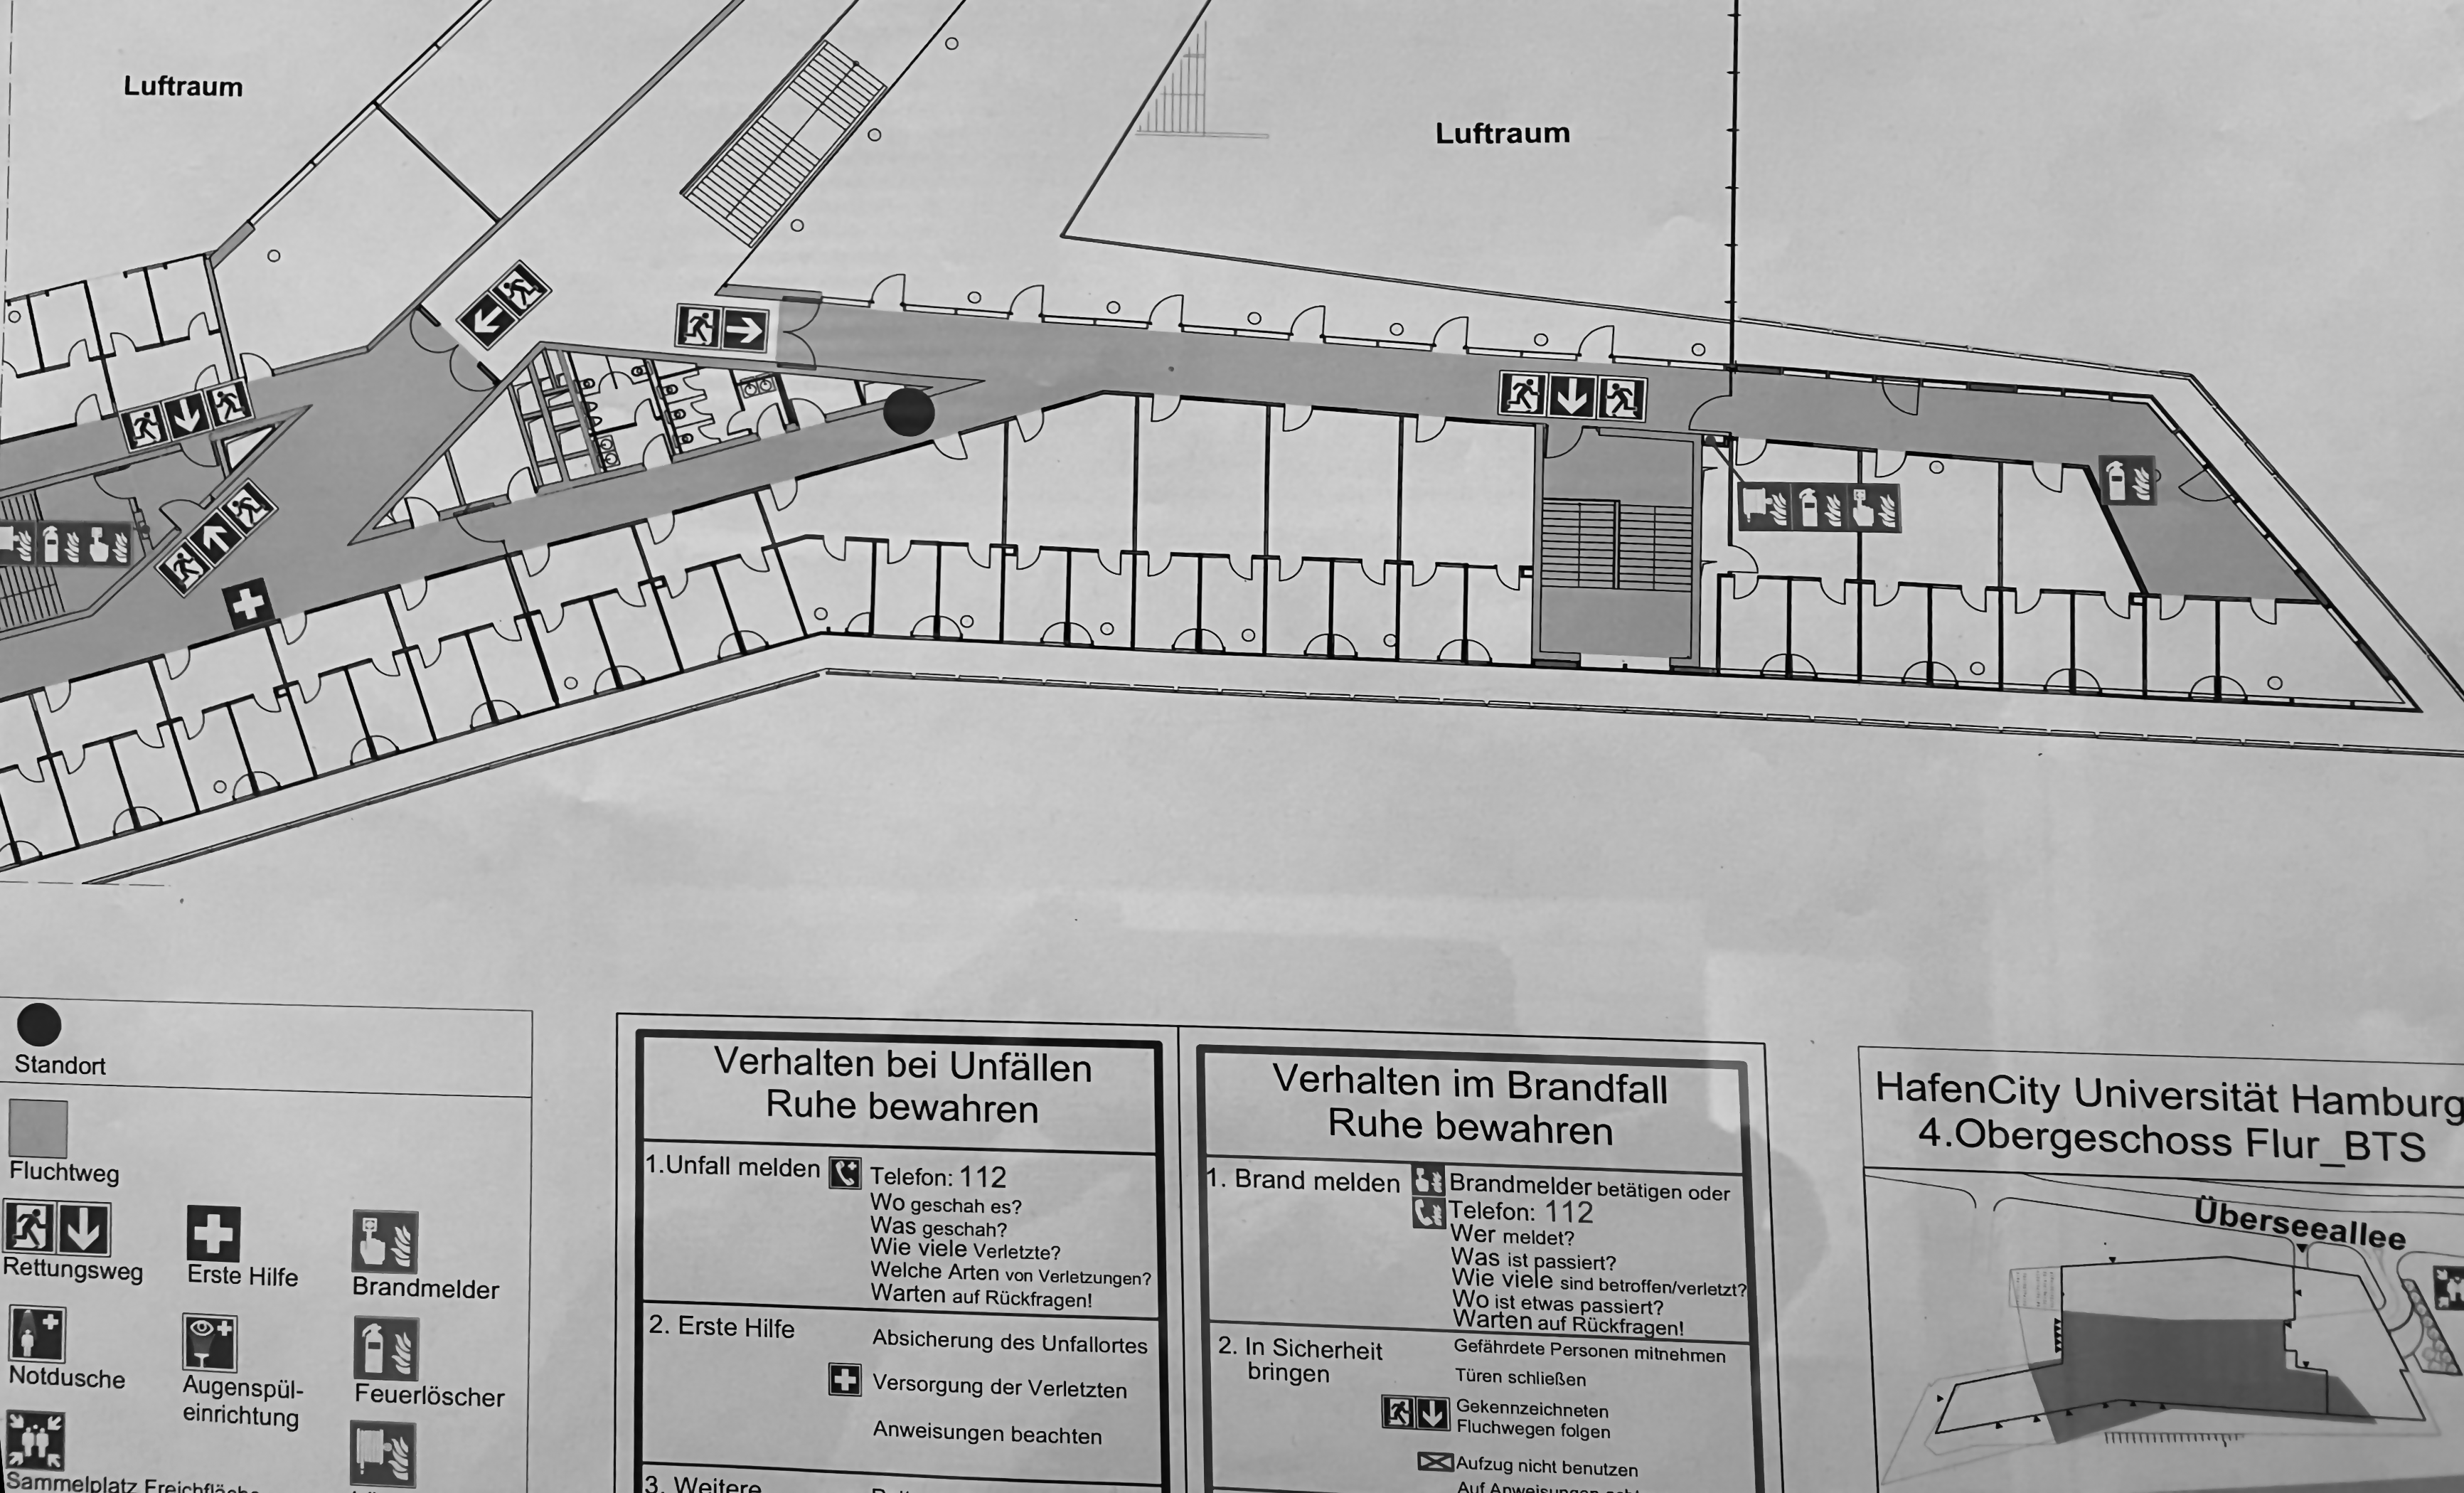 Luftraum
Luftraum
Standort
Fluchtweg
Rettungsweg
Erste Hilfe
Brandmelder
Notdusche
Augenspül-
einrichtung
Feuerlöscher
Sammelplatz Freichfläche
Verhalten bei Unfällen
Ruhe bewahren
1.Unfall melden
Telefon: 112
Wo geschah es?
Was geschah?
Wie viele Verletzte?
Welche Arten von Verletzungen?
Warten auf Rückfragen!
2. Erste Hilfe
Absicherung des Unfallortes
Versorgung der Verletzten
Anweisungen beachten
3. Weitere
Verhalten im Brandfall
Ruhe bewahren
1. Brand melden
Brandmelder betätigen oder
Telefon: 112
Wer meldet?
Was ist passiert?
Wie viele sind betroffen/verletzt?
Wo ist etwas passiert?
Warten auf Rückfragen!
2. In Sicherheit
bringen
Gefährdete Personen mitnehmen
Türen schließen
Gekennzeichneten
Fluchwegen folgen
Aufzug nicht benutzen
Auf Anweisungen
HafenCity Universität Hamburg
4.Obergeschoss Flur_BTS
Überseeallee